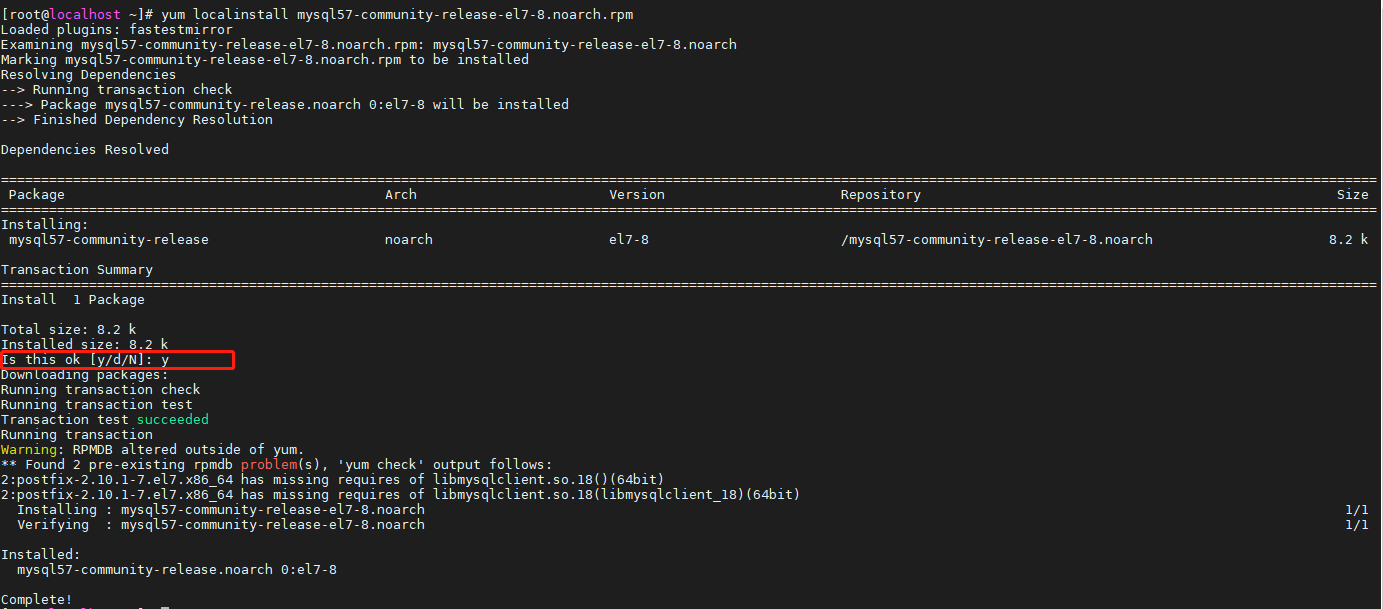 [root@localhost ~]# yum localinstall mysql57-community-release-el7-8.noarch.rpm
Loaded plugins: fastestmirror
Examining mysql57-community-release-el7-8.noarch.rpm: mysql57-community-release-el7-8.noarch
Marking mysql57-community-release-el7-8.noarch.rpm to be installed
Resolving Dependencies
--> Running transaction check
---> Package mysql57-community-release.noarch 0:el7-8 will be installed
--> Finished Dependency Resolution
Dependencies Resolved
================================================================================
Package Arch Version Repository Size
================================================================================
Installing:
mysql57-community-release noarch el7-8 /mysql57-community-release-el7-8.noarch 8.2 k
Transaction Summary
================================================================================
Install  1 Package
Total size: 8.2 k
Installed size: 8.2 k
Is this ok [y/d/N]: y
Downloading packages:
Running transaction check
Running transaction test
Transaction test succeeded
Running transaction
Warning: RPMDB altered outside of yum.
** Found 2 pre-existing rpmdb problem(s), 'yum check' output follows:
2:postfix-2.10.1-7.el7.x86_64 has missing requires of libmysqlclient.so.18()(64bit)
2:postfix-2.10.1-7.el7.x86_64 has missing requires of libmysqlclient.so.18(libmysqlclient_18)(64bit)
Installing : mysql57-community-release-el7-8.noarch 1/1
Verifying  : mysql57-community-release-el7-8.noarch 1/1
Installed:
mysql57-community-release.noarch 0:el7-8
Complete!